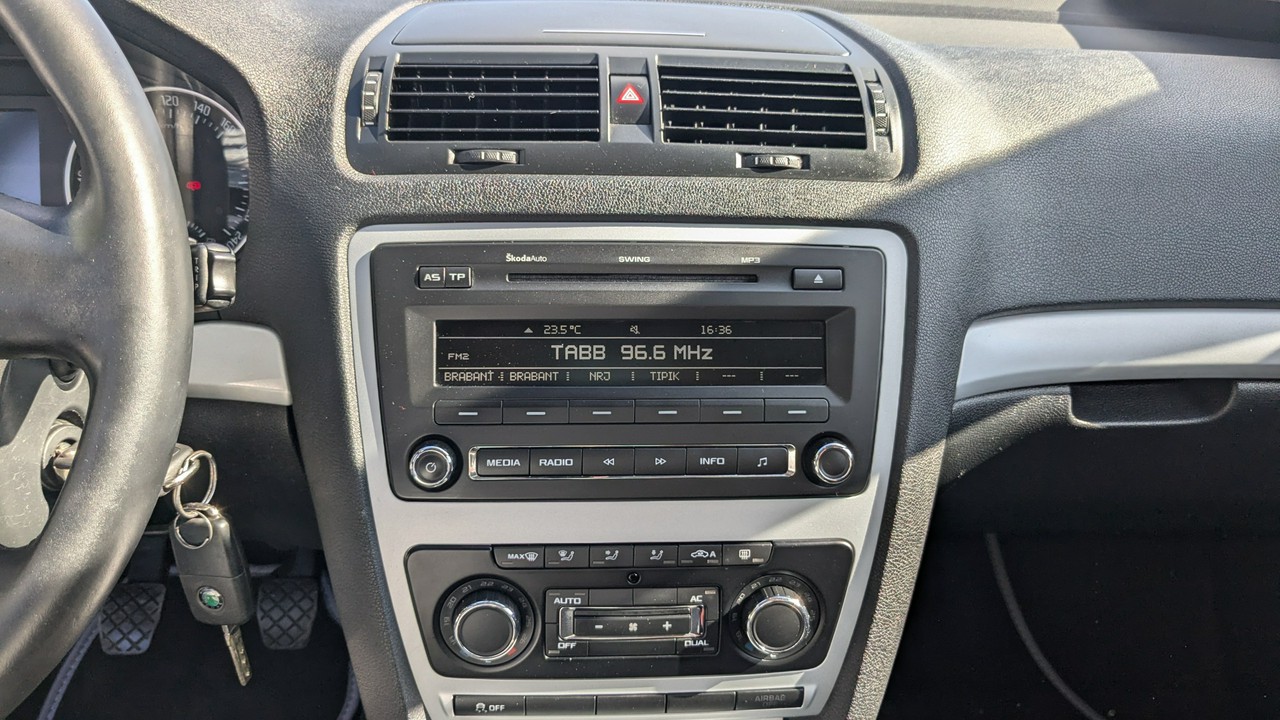 120 140
ŠkodaAuto SWING MP3
AS TP
23.5°C 16:36
FM2 TABB 96.6 MHz
BRABANT BRABANT NRJ TIPIK --- ---
MEDIA RADIO INFO
MAX A
AUTO AC
OFF DUAL
OFF AIRBAG